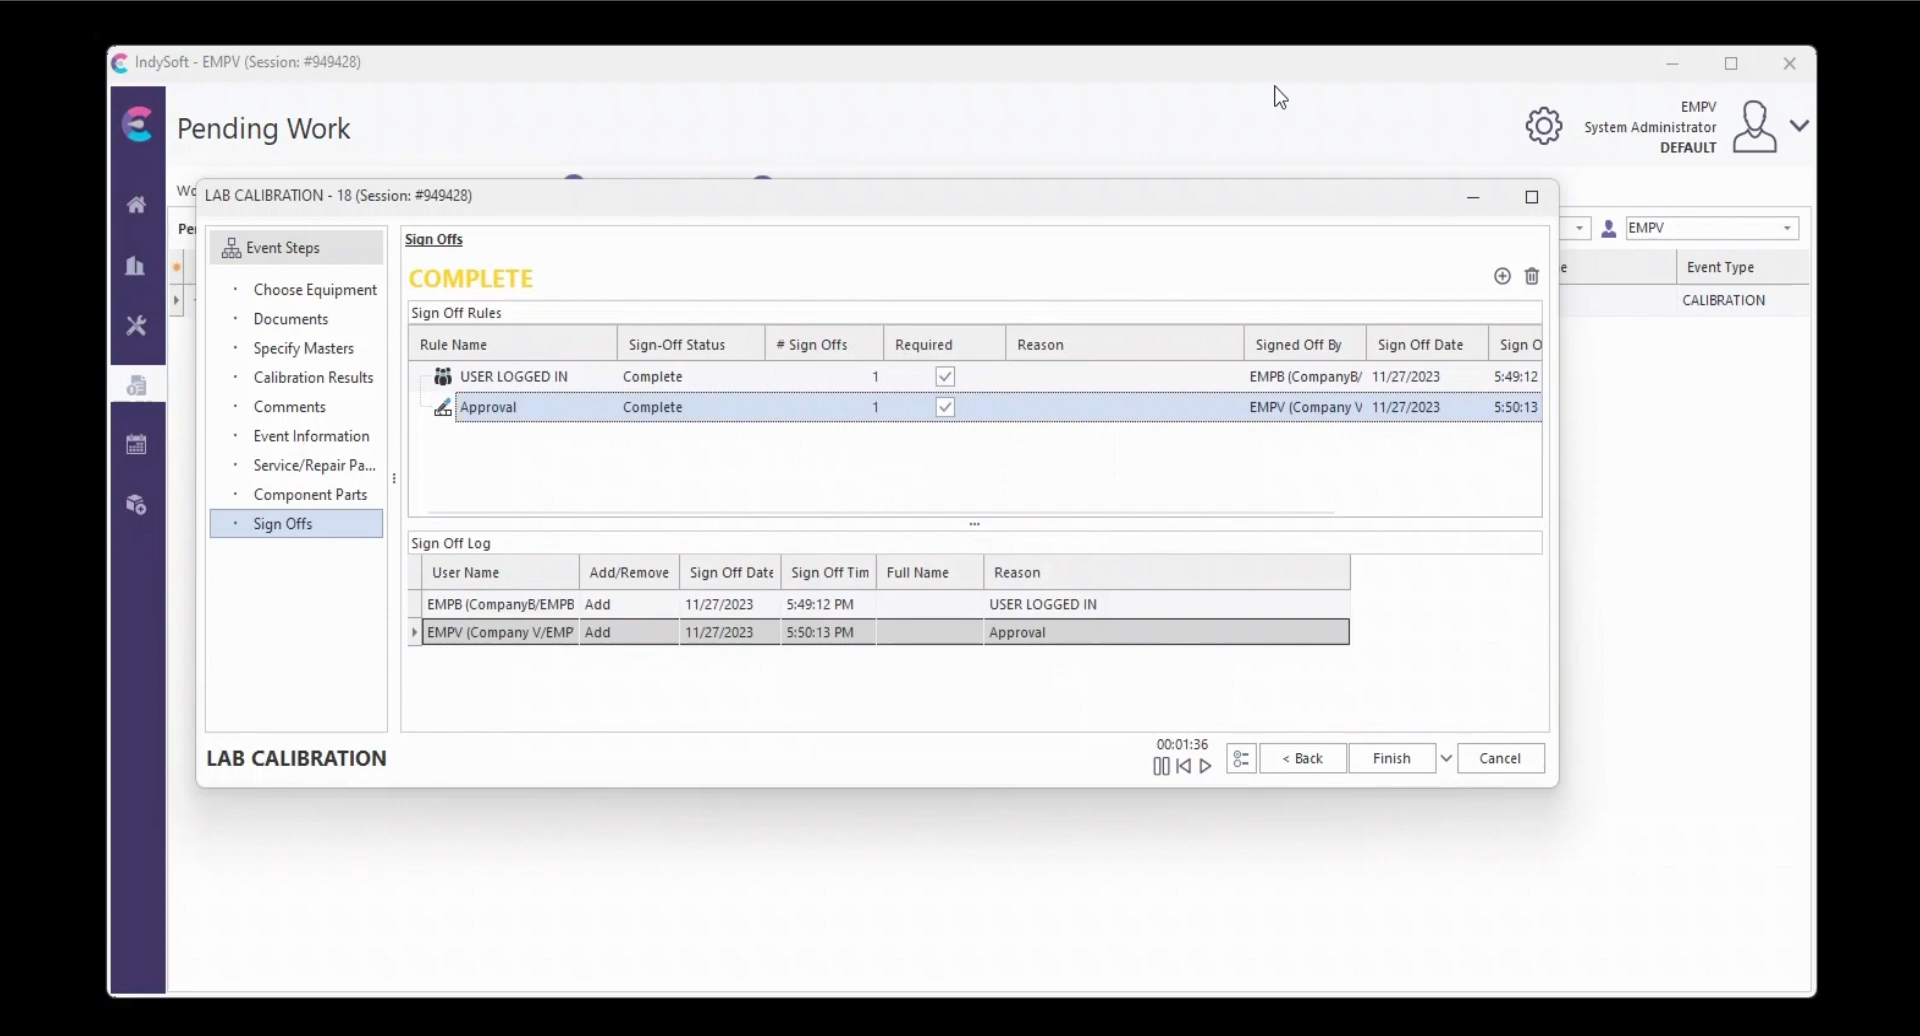 IndySoft - EMPV (Session: #949428)
Pending Work
EMPV
System Administrator
DEFAULT
LAB CALIBRATION - 18 (Session: #949428)
EMPV
Event Type
CALIBRATION
Event Steps
Choose Equipment
Documents
Specify Masters
Calibration Results
Comments
Event Information
Service/Repair Pa...
Component Parts
Sign Offs
Sign Offs
COMPLETE
Sign Off Rules
Rule Name Sign-Off Status # Sign Offs Required Reason Signed Off By Sign Off Date Sign O
USER LOGGED IN Complete 1 EMPB (CompanyB/ 11/27/2023 5:49:12
Approval Complete 1 EMPV (Company V 11/27/2023 5:50:13
Sign Off Log
User Name Add/Remove Sign Off Date Sign Off Tim Full Name Reason
EMPB (CompanyB/EMPB Add 11/27/2023 5:49:12 PM USER LOGGED IN
EMPV (Company V/EMP Add 11/27/2023 5:50:13 PM Approval
LAB CALIBRATION
00:01:36
< Back Finish Cancel